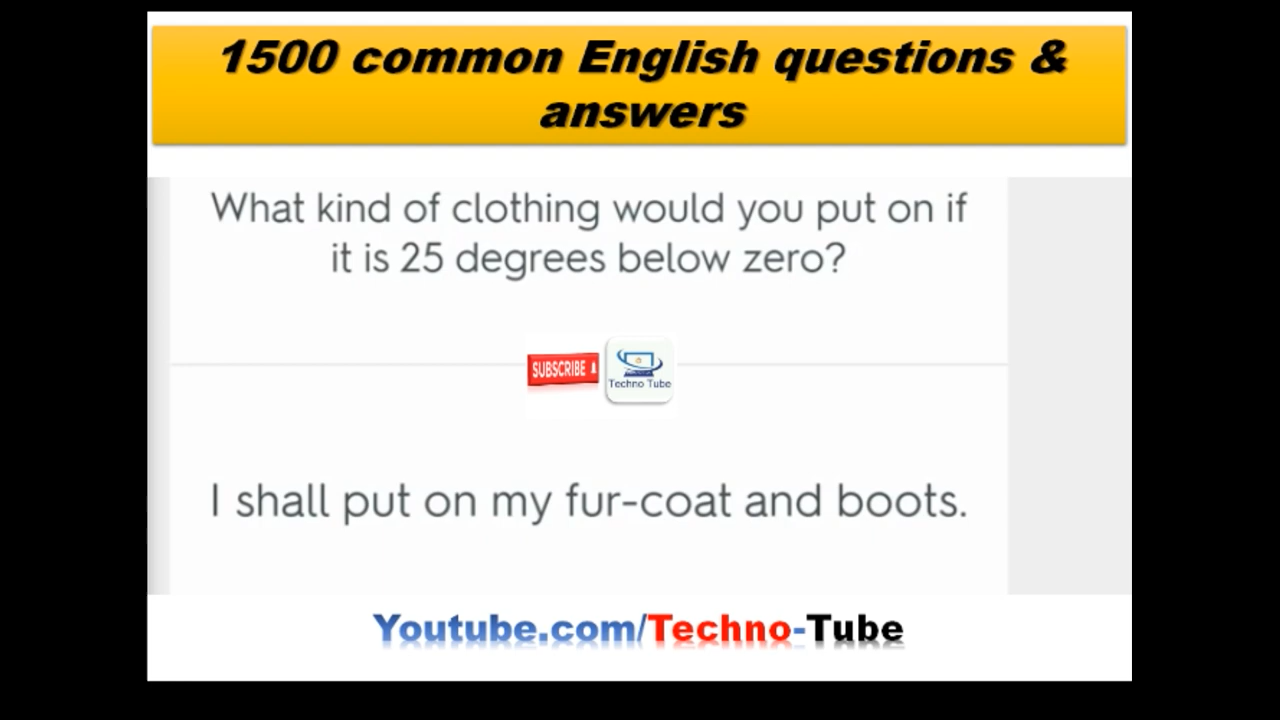 1500 common English questions &
answers
What kind of clothing would you put on if
it is 25 degrees below zero?
SUBSCRIBE
Techno Tube
I shall put on my fur-coat and boots.
Youtube.com/Techno-Tube